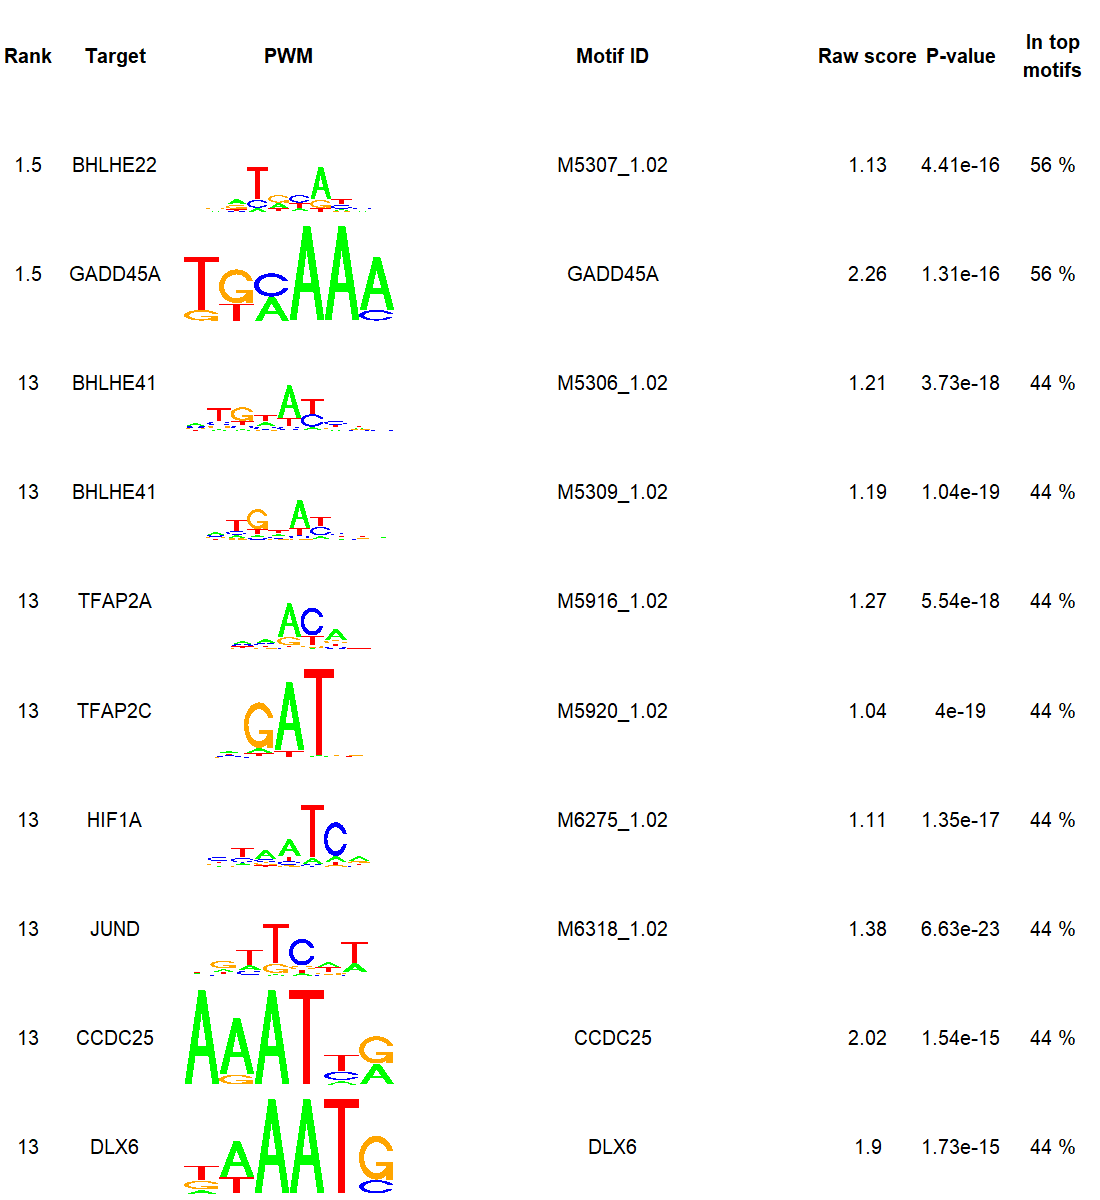 Rank Target PWM Motif ID Raw score P-value In top motifs
1.5 BHLHE22 M5307_1.02 1.13 4.41e-16 56 %
1.5 GADD45A GADD45A 2.26 1.31e-16 56 %
13 BHLHE41 M5306_1.02 1.21 3.73e-18 44 %
13 BHLHE41 M5309_1.02 1.19 1.04e-19 44 %
13 TFAP2A M5916_1.02 1.27 5.54e-18 44 %
13 TFAP2C M5920_1.02 1.04 4e-19 44 %
13 HIF1A M6275_1.02 1.11 1.35e-17 44 %
13 JUND M6318_1.02 1.38 6.63e-23 44 %
13 CCDC25 CCDC25 2.02 1.54e-15 44 %
13 DLX6 DLX6 1.9 1.73e-15 44 %